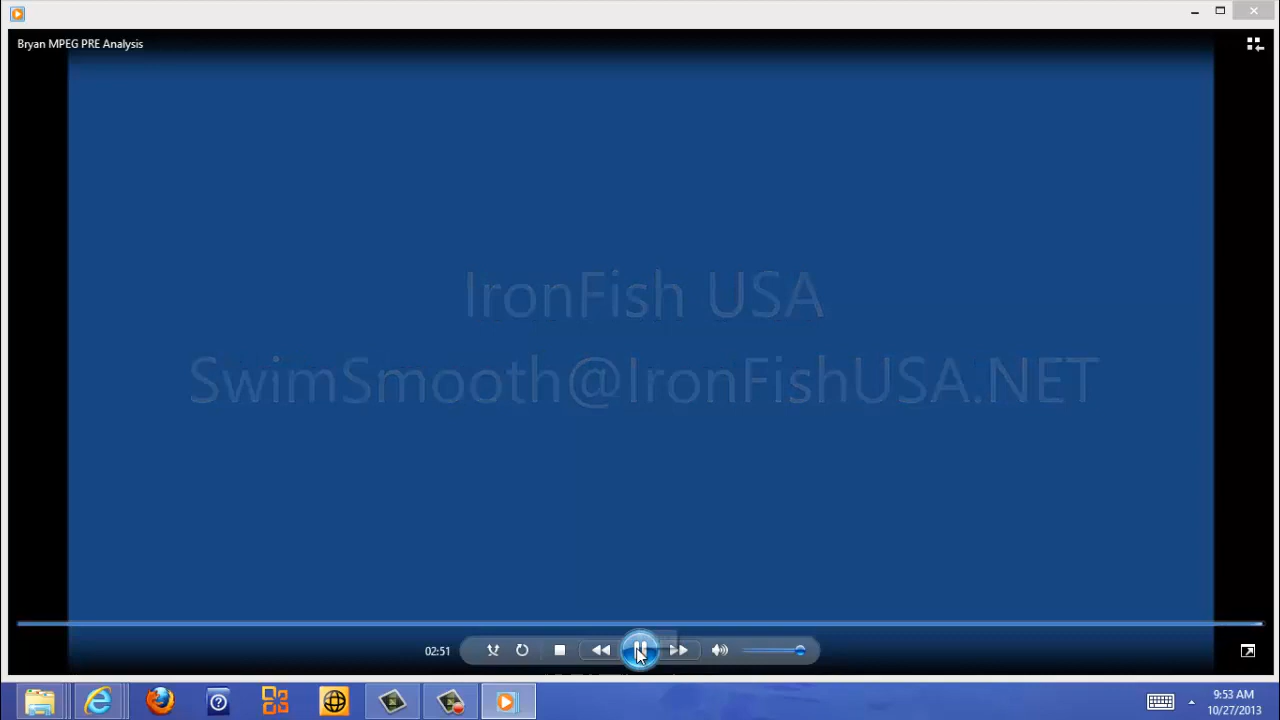 Bryan MPEG PRE Analysis
IronFish USA
SwimSmooth@IronFishUSA.NET
02:51
9:53 AM
10/27/2013